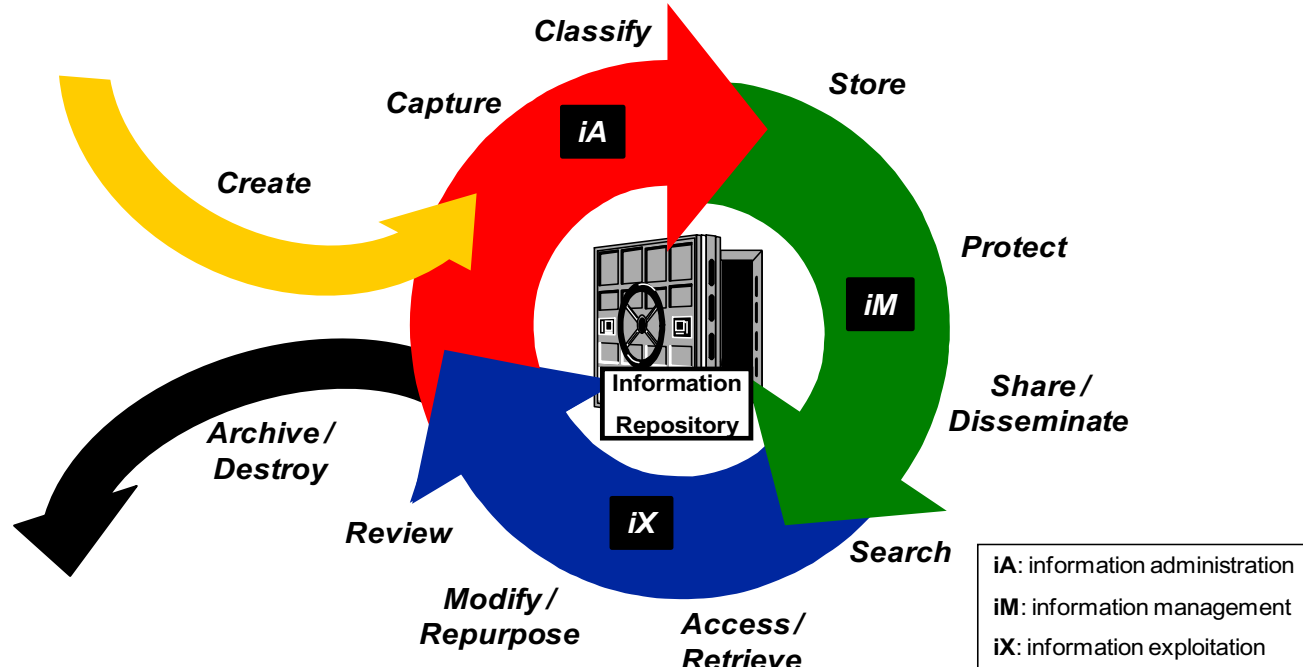 Classify
Store
Capture
iA
Create
Protect
iM
Information
Repository
Share /
Disseminate
Archive /
Destroy
iX
Review
Search
Modify /
Repurpose
Access /
Retrieve
iA: information administration
iM: information management
iX: information exploitation